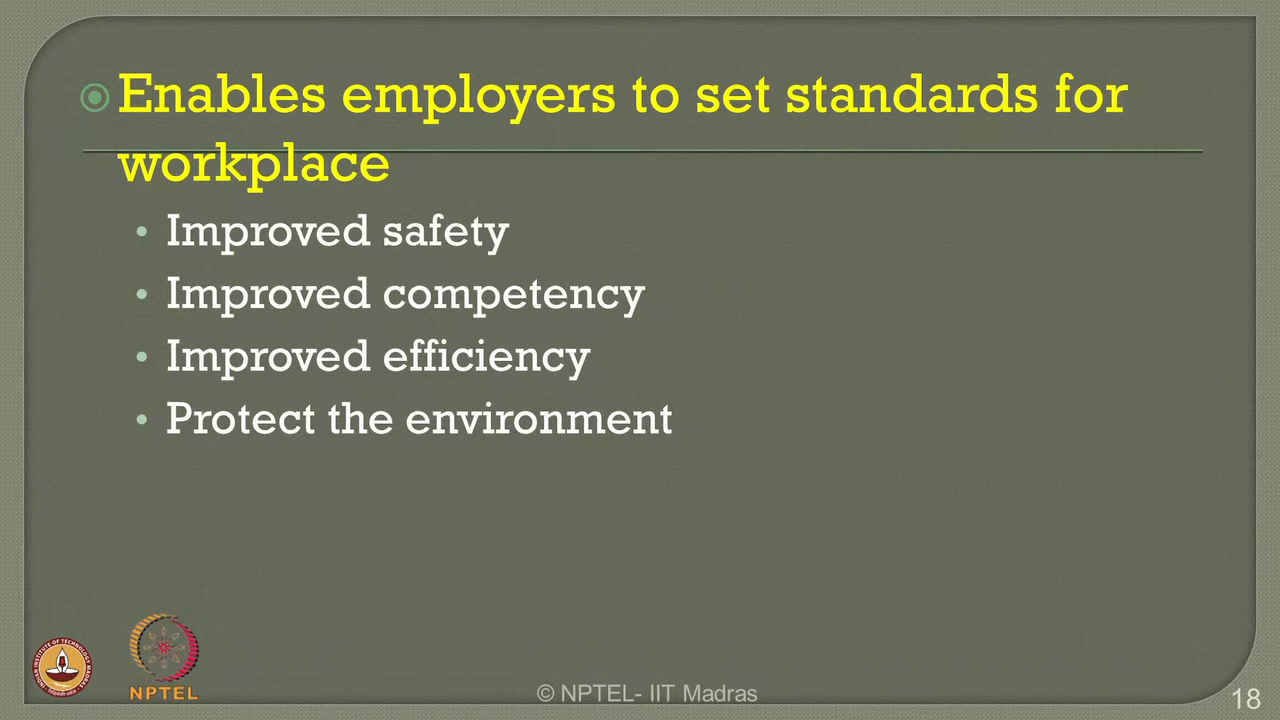 Enables employers to set standards for
workplace
• Improved safety
• Improved competency
• Improved efficiency
• Protect the environment
NPTEL
© NPTEL- IIT Madras
18